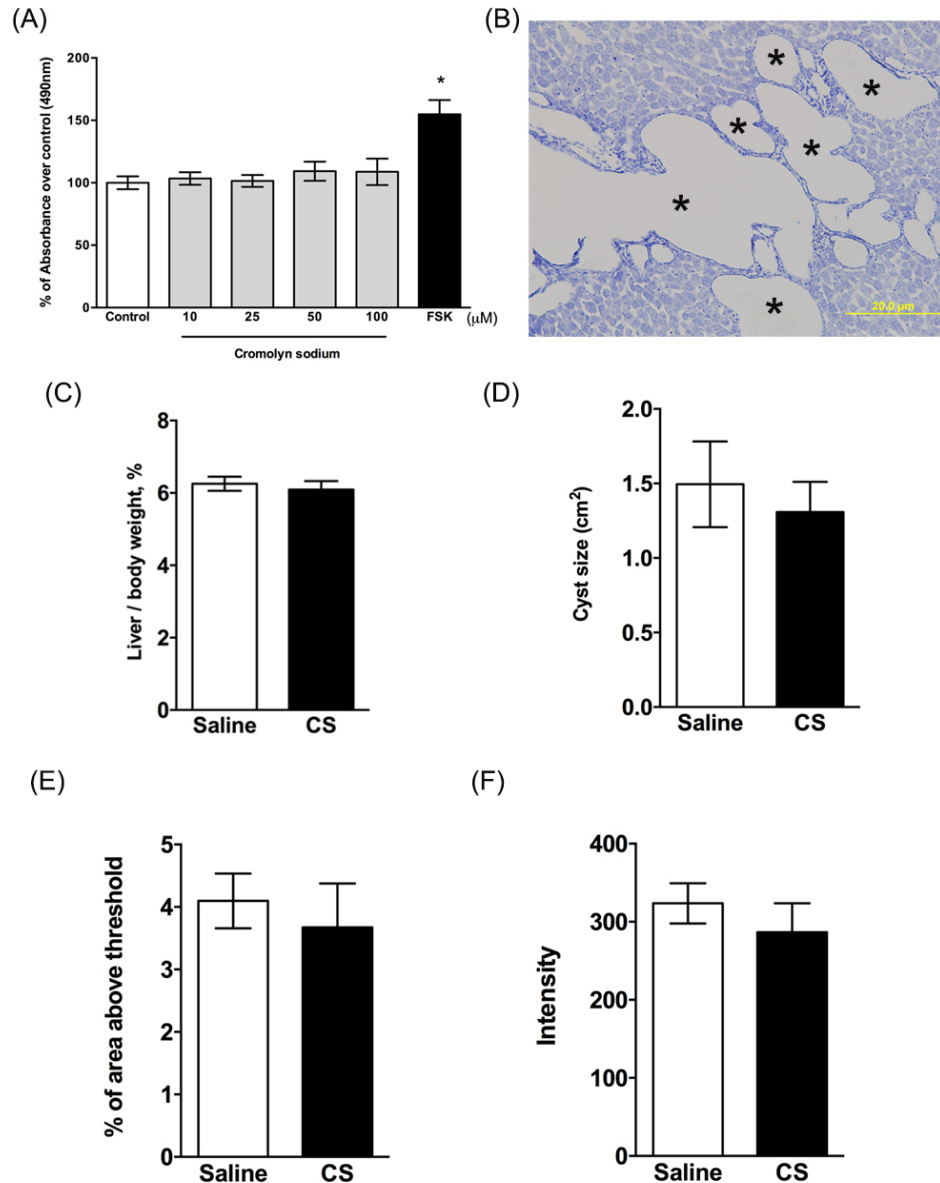 (A)
% of Absorbance over control (490nm)
200
150
100
50
0
*
Control 10 25 50 100 FSK (μM)
Cromolyn sodium
(B)
* * * * * *
20.0 μm
(C)
Liver / body weight, %
8
6
4
2
0
Saline CS
(D)
Cyst size (cm²)
2.0
1.5
1.0
0.5
0.0
Saline CS
(E)
% of area above threshold
5
4
3
2
1
0
Saline CS
(F)
Intensity
400
300
200
100
0
Saline CS